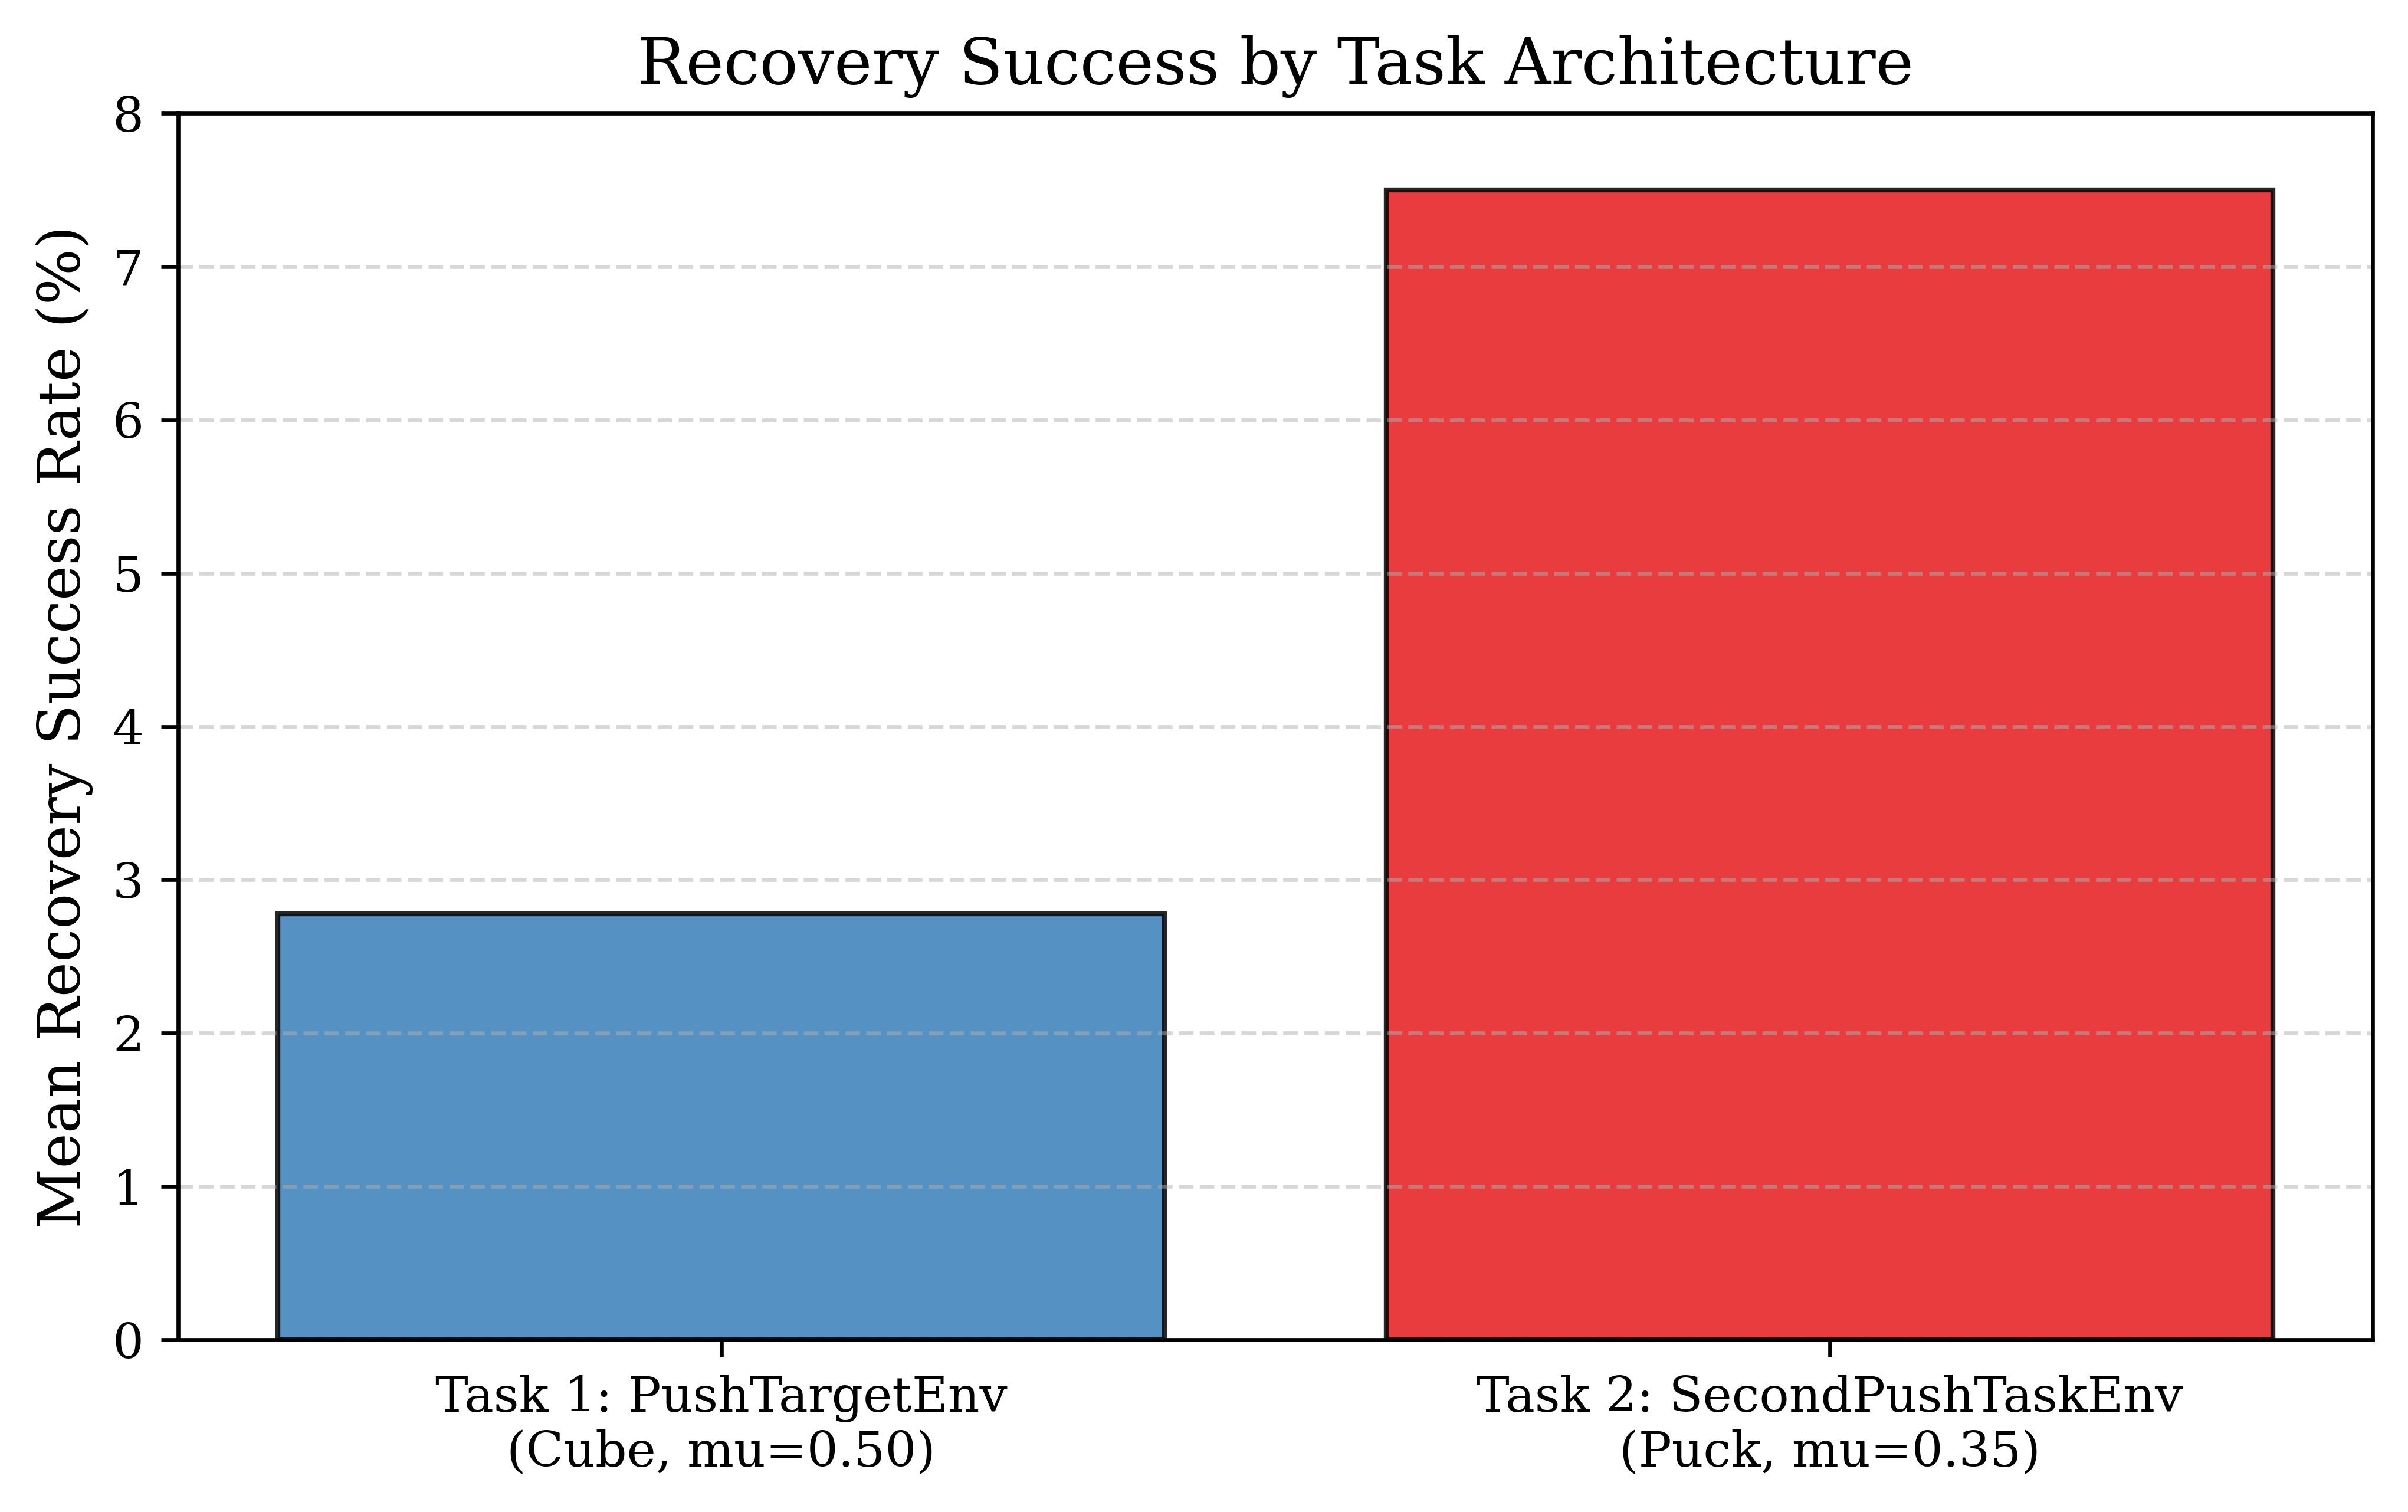 Recovery Success by Task Architecture
Mean Recovery Success Rate (%)
8
7
6
5
4
3
2
1
0
Task 1: PushTargetEnv
(Cube, mu=0.50)
Task 2: SecondPushTaskEnv
(Puck, mu=0.35)